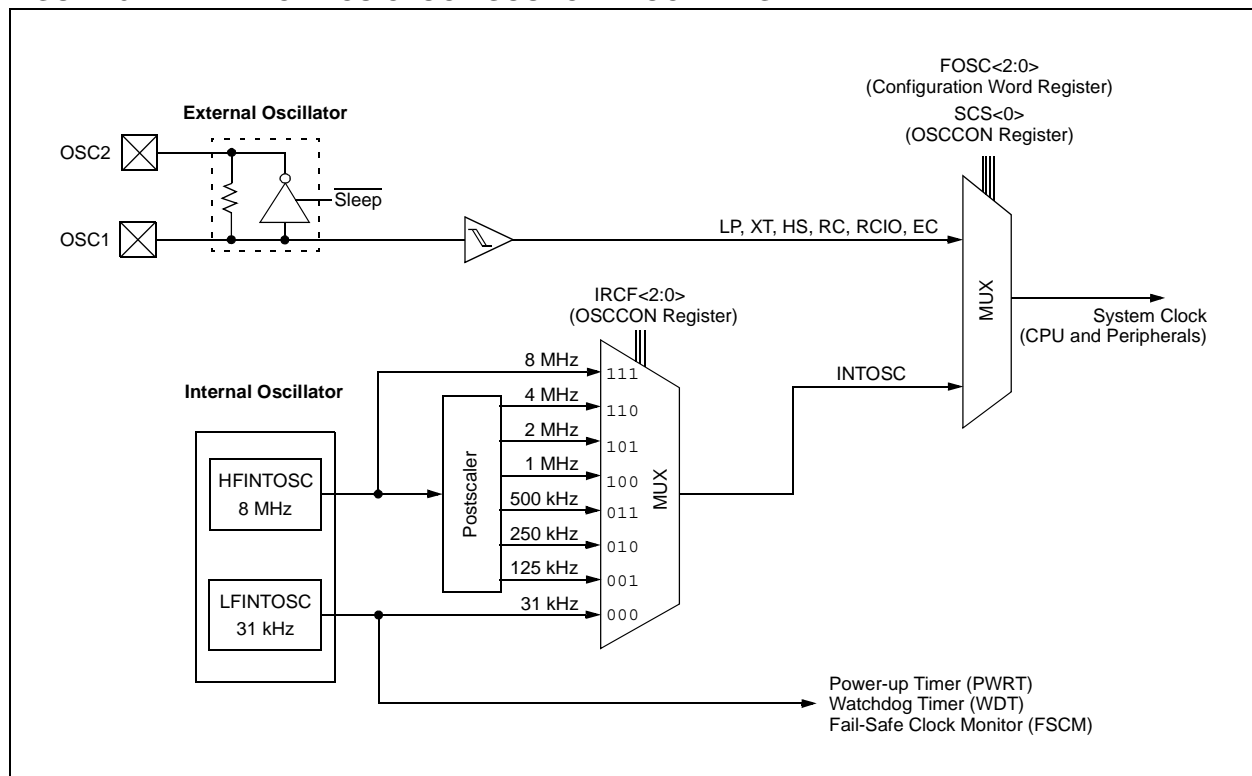 FOSC<2:0>
(Configuration Word Register)
SCS<0>
(OSCCON Register)
External Oscillator
OSC2
Sleep
OSC1
LP, XT, HS, RC, RCIO, EC
IRCF<2:0>
(OSCCON Register)
MUX
System Clock
(CPU and Peripherals)
8 MHz
111
INTOSC
Internal Oscillator
4 MHz
110
2 MHz
101
HFINTOSC
8 MHz
Postscaler
1 MHz
100
MUX
500 kHz
011
250 kHz
010
125 kHz
001
LFINTOSC
31 kHz
31 kHz
000
Power-up Timer (PWRT)
Watchdog Timer (WDT)
Fail-Safe Clock Monitor (FSCM)